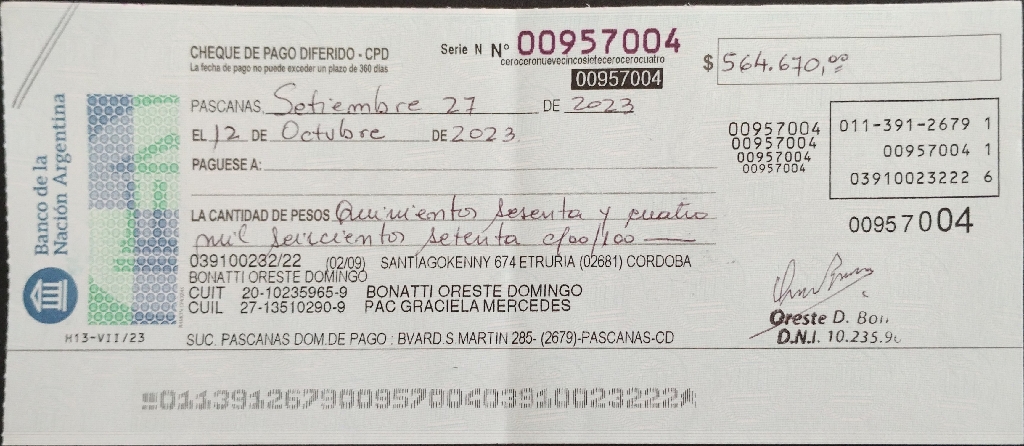 Banco de la
Nación Argentina
H13-VII/23
CHEQUE DE PAGO DIFERIDO - CPD
La fecha de pago no puede exceder un plazo de 360 días
Serie N Nº 00957004
ceroceronuevecincosietecerocerocerocuatro
00957004
$ 564.670,00
PASCANAS, Setiembre 27 DE 2023
EL 12 DE Octubre DE 2023.
PAGUESE A:
00957004
00957004
00957004
00957004
011-391-2679 1
00957004 1
03910023222 6
00957004
LA CANTIDAD DE PESOS Quinientos sesenta y cuatro
mil seiscientos setenta c/00/100
039100232/22 (02/09) SANTIAGOKENNY 674 ETRURIA (02681) CORDOBA
BONATTI ORESTE DOMINGO
CUIT 20-10235965-9 BONATTI ORESTE DOMINGO
CUIL 27-13510290-9 PAC GRACIELA MERCEDES
SUC. PASCANAS DOM.DE PAGO : BVARD.S.MARTIN 285- (2679)-PASCANAS-CD
Oreste D.
D.N.I. 10.235.9
01139126790095700403910023222